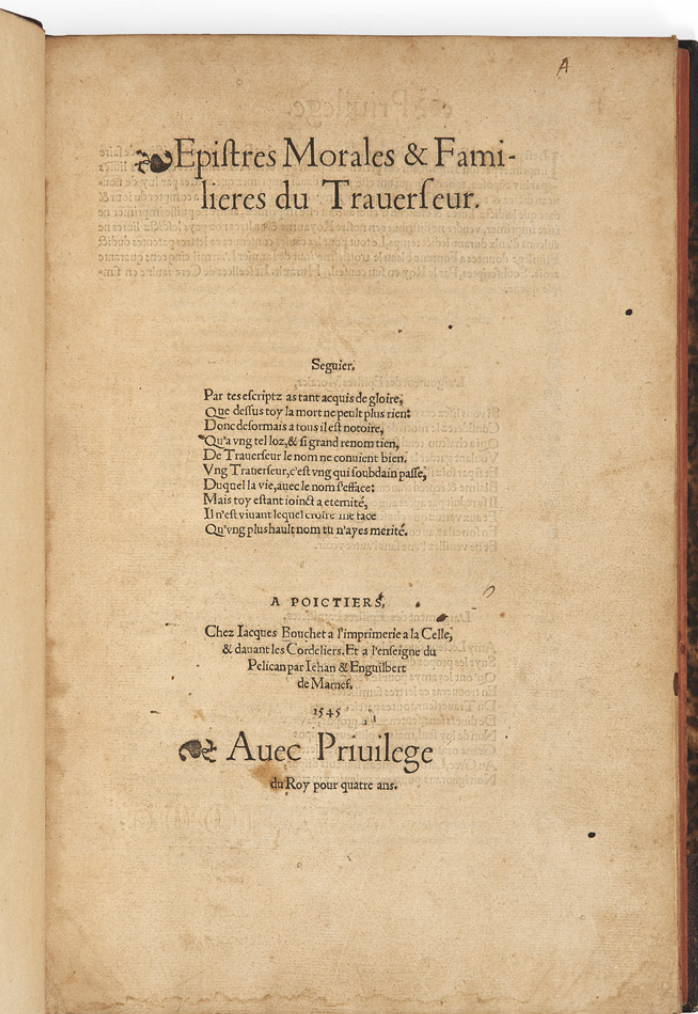 A
❧Epiſtres Morales & Fami-
lieres du Trauerſeur.
Seguier.
Par tes escriptz as tant acquis de gloire,
Que deſſus toy la mort ne peult plus rien:
Donc deſormais a tous il eſt notoire,
Qu'a vng tel loz, & ſi grand renom tien,
De Trauerſeur le nom ne conuient bien.
Vng Trauerſeur, c'eſt vng qui ſoubdain paſſe,
Duquel la vie, auec le nom ſ'efface:
Mais toy eſtant ioinct a eternité,
Il n'eſt viuant lequel croire me face
Qu'vng plus hault nom tu n'ayes merité.
A POICTIERS,
Chez Iacques Bouchet a l'imprimerie a la Celle,
& dauant les Cordeliers. Et a l'enſeigne du
Pelican par Iehan & Enguilbert
de Marnef.
1545
❧ Auec Priuilege
du Roy pour quatre ans.